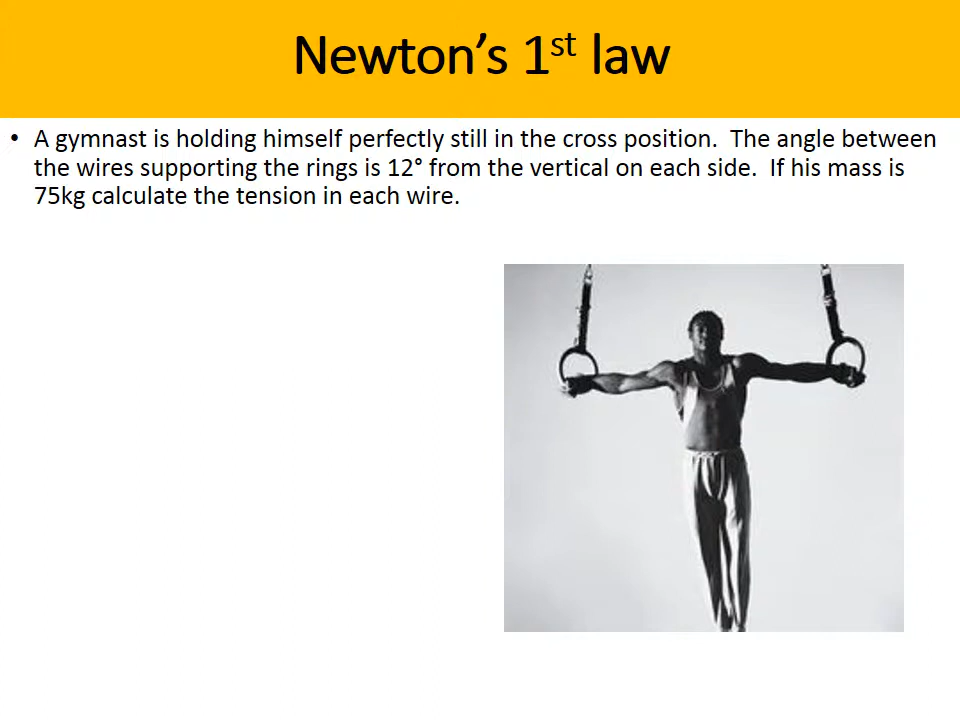 Newton’s 1st law
• A gymnast is holding himself perfectly still in the cross position.  The angle between
the wires supporting the rings is 12° from the vertical on each side.  If his mass is
75kg calculate the tension in each wire.